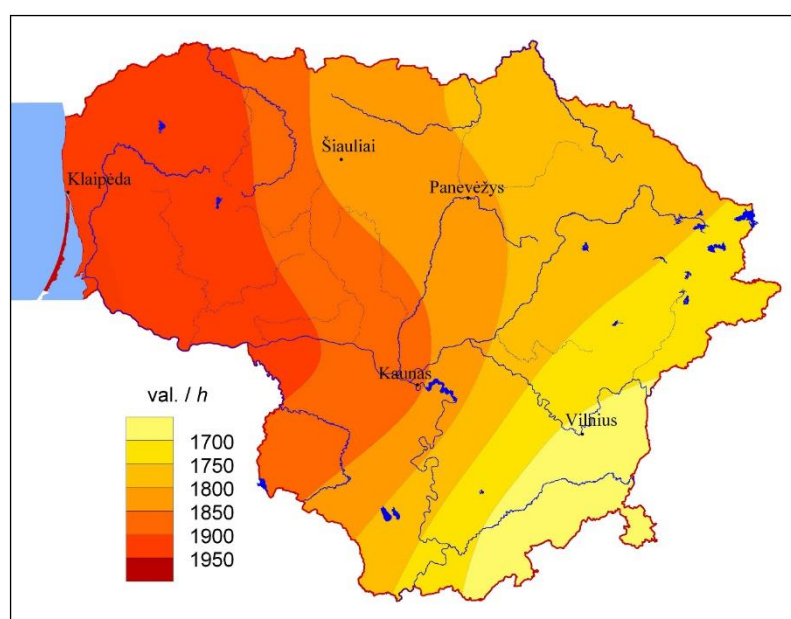 Šiauliai
Klaipėda
Panevėžys
Kaunas
val. / h
Vilnius
1700
1750
1800
1850
1900
1950